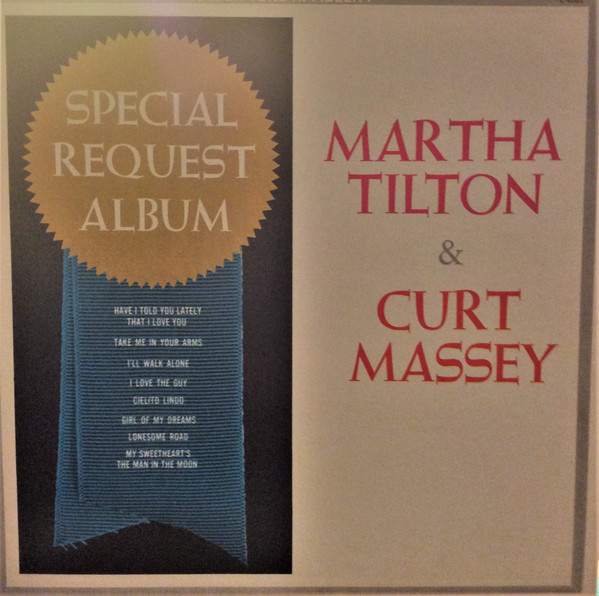 SPECIAL
REQUEST
ALBUM
HAVE I TOLD YOU LATELY
THAT I LOVE YOU
TAKE ME IN YOUR ARMS
I'LL WALK ALONE
I LOVE THE GUY
CIELITO LINDO
GIRL OF MY DREAMS
LONESOME ROAD
MY SWEETHEART'S
THE MAN IN THE MOON
MARTHA
TILTON
&
CURT
MASSEY